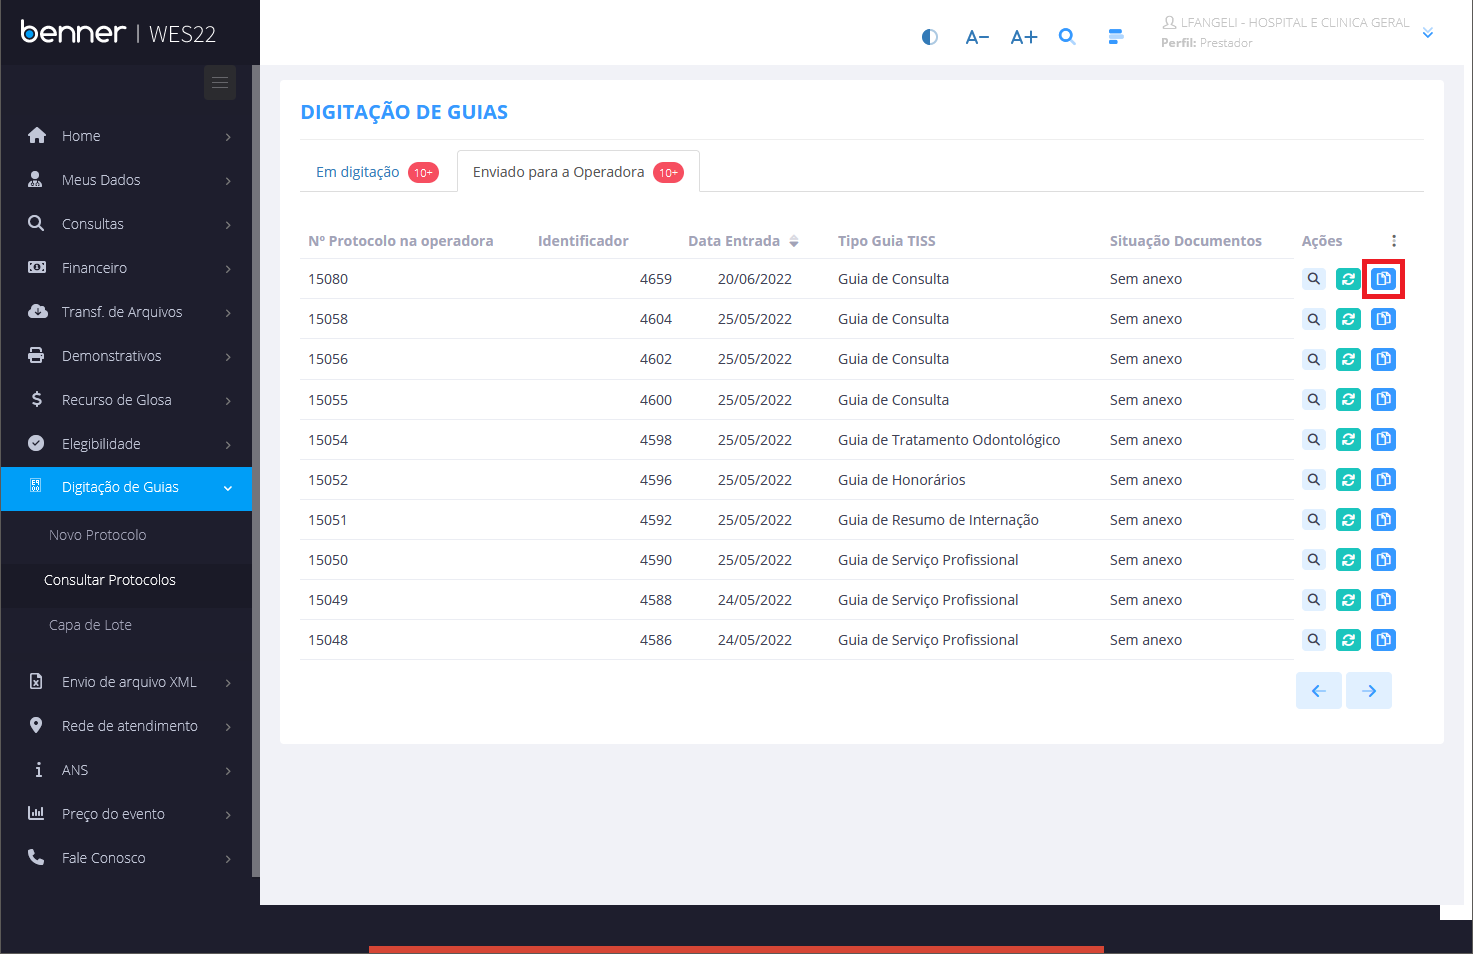 benner | WES22
A- A+
LFANGELI - HOSPITAL E CLINICA GERAL
Perfil: Prestador
Home
Meus Dados
Consultas
Financeiro
Transf. de Arquivos
Demonstrativos
Recurso de Glosa
Elegibilidade
Digitação de Guias
Novo Protocolo
Consultar Protocolos
Capa de Lote
Envio de arquivo XML
Rede de atendimento
ANS
Preço do evento
Fale Conosco
DIGITAÇÃO DE GUIAS
Em digitação 10+ Enviado para a Operadora 10+
Nº Protocolo na operadora Identificador Data Entrada Tipo Guia TISS Situação Documentos Ações
15080 4659 20/06/2022 Guia de Consulta Sem anexo
15058 4604 25/05/2022 Guia de Consulta Sem anexo
15056 4602 25/05/2022 Guia de Consulta Sem anexo
15055 4600 25/05/2022 Guia de Consulta Sem anexo
15054 4598 25/05/2022 Guia de Tratamento Odontológico Sem anexo
15052 4596 25/05/2022 Guia de Honorários Sem anexo
15051 4592 25/05/2022 Guia de Resumo de Internação Sem anexo
15050 4590 25/05/2022 Guia de Serviço Profissional Sem anexo
15049 4588 24/05/2022 Guia de Serviço Profissional Sem anexo
15048 4586 24/05/2022 Guia de Serviço Profissional Sem anexo